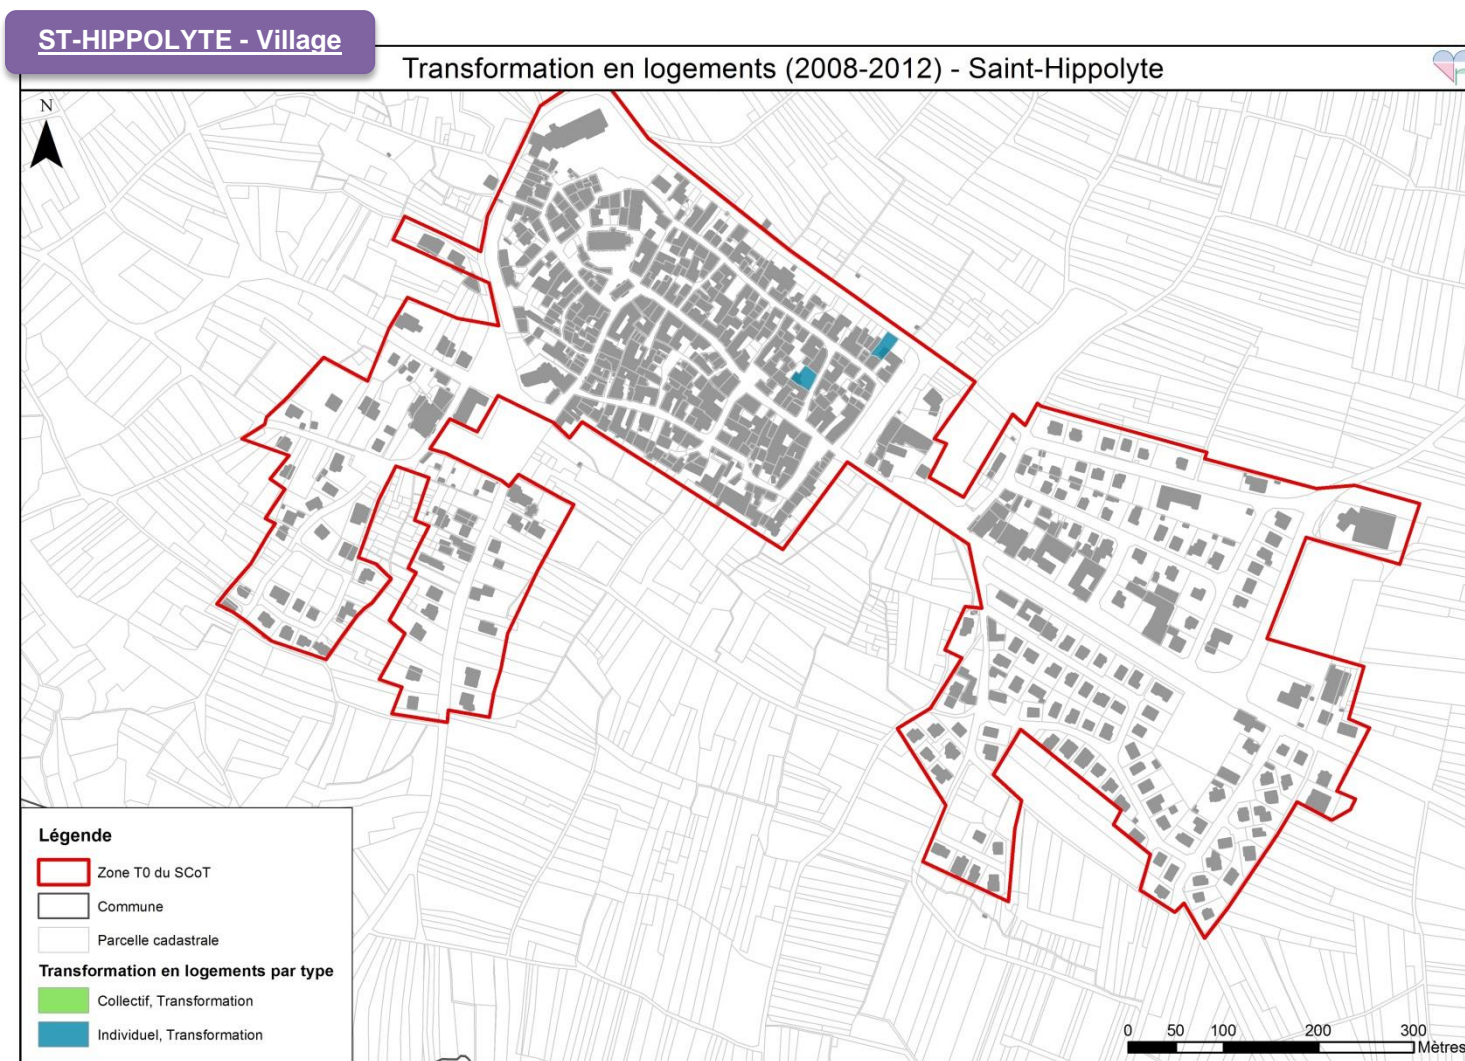 ST-HIPPOLYTE - Village
Transformation en logements (2008-2012) - Saint-Hippolyte
N
Légende
Zone T0 du SCoT
Commune
Parcelle cadastrale
Transformation en logements par type
Collectif, Transformation
Individuel, Transformation
0 50 100 200 300
Mètres